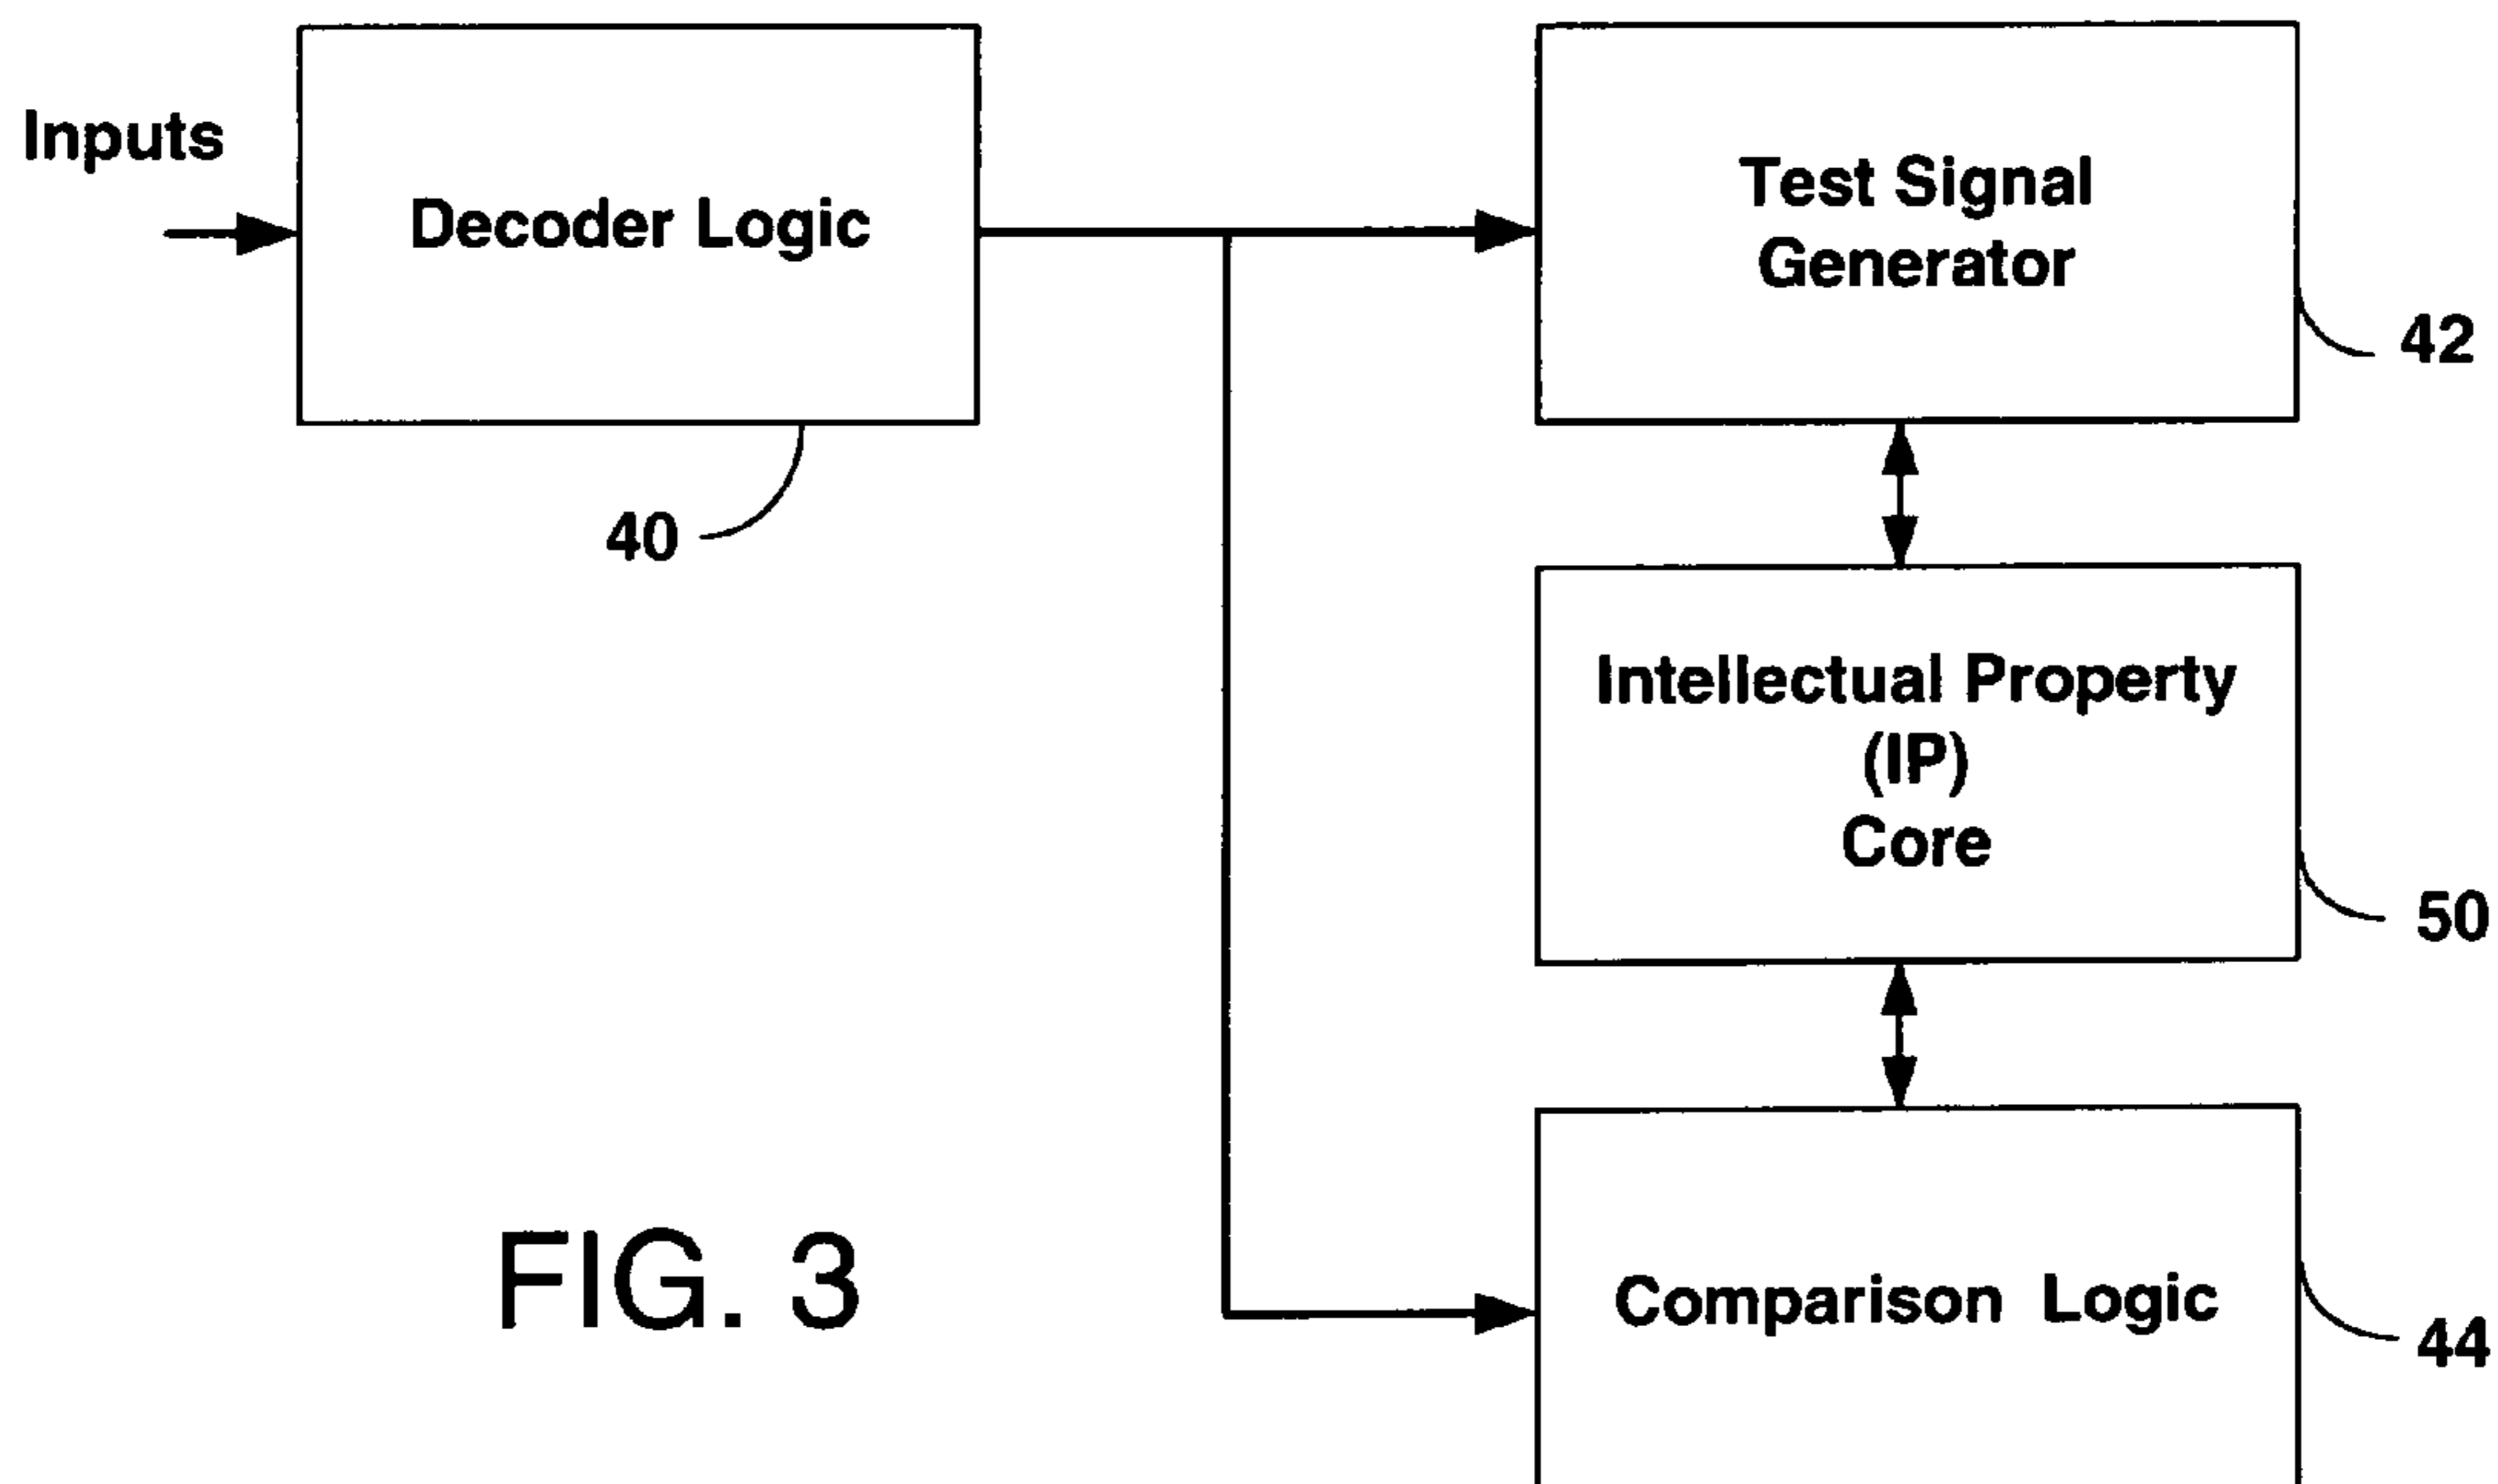 Inputs
Decoder Logic
40
Test Signal
Generator
42
Intellectual Property
(IP)
Core
50
Comparison Logic
44
FIG. 3